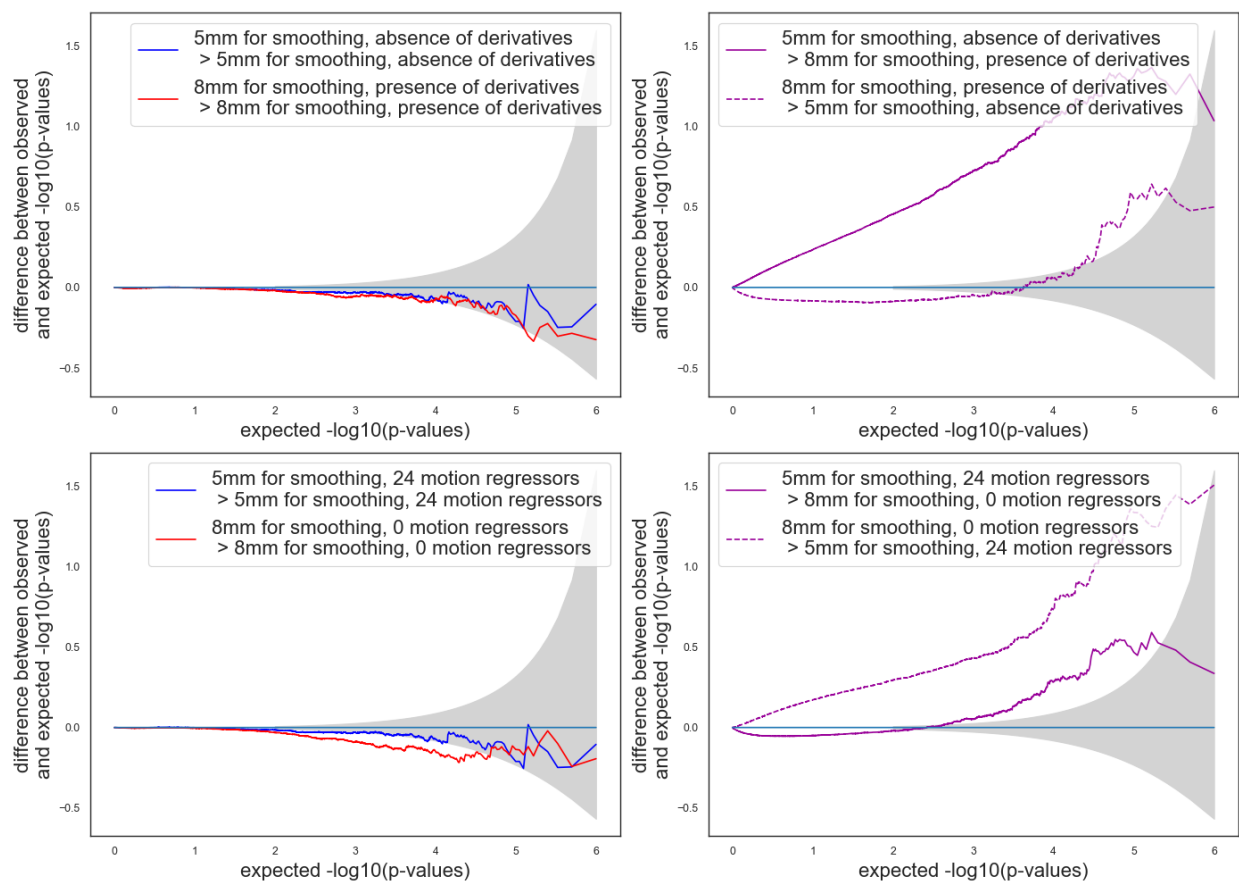 5mm for smoothing, absence of derivatives
> 5mm for smoothing, absence of derivatives
8mm for smoothing, presence of derivatives
> 8mm for smoothing, presence of derivatives
difference between observed
and expected -log10(p-values)
1.5
1.0
0.5
0.0
−0.5
0 1 2 3 4 5 6
expected -log10(p-values)
5mm for smoothing, absence of derivatives
> 8mm for smoothing, presence of derivatives
8mm for smoothing, presence of derivatives
> 5mm for smoothing, absence of derivatives
difference between observed
and expected -log10(p-values)
1.5
1.0
0.5
0.0
−0.5
0 1 2 3 4 5 6
expected -log10(p-values)
5mm for smoothing, 24 motion regressors
> 5mm for smoothing, 24 motion regressors
8mm for smoothing, 0 motion regressors
> 8mm for smoothing, 0 motion regressors
difference between observed
and expected -log10(p-values)
1.5
1.0
0.5
0.0
−0.5
0 1 2 3 4 5 6
expected -log10(p-values)
5mm for smoothing, 24 motion regressors
> 8mm for smoothing, 0 motion regressors
8mm for smoothing, 0 motion regressors
> 5mm for smoothing, 24 motion regressors
difference between observed
and expected -log10(p-values)
1.5
1.0
0.5
0.0
−0.5
0 1 2 3 4 5 6
expected -log10(p-values)